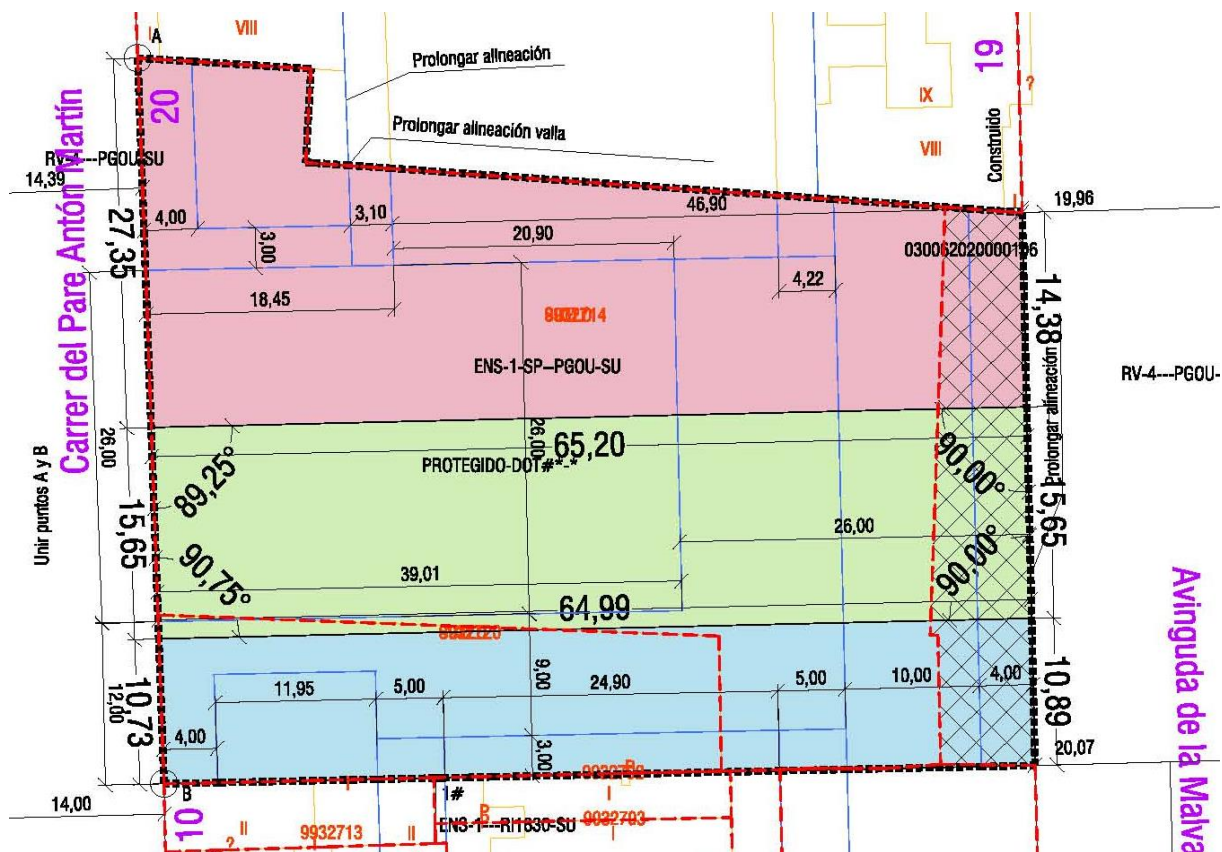 A
VIII
Prolongar alineación
19
?
20
IX
Prolongar alineación valla
VIII
Construido
Carrer del Pare Antón Martín
14,39
27,35
4,00
3,10
46,90
19,96
3,00
20,90
18,45
4,22
14,38
ENS-1-SP--PGOU-SU
RV-4---PGOU-
Prolongar alineación
26,00
26,00
65,20
PROTEGIDO-DOT#*-*
89,25°
90,00°
Unir puntos A y B
15,65
15,65
26,00
90,75°
90,00°
39,01
64,99
Avinguda de la Malva
9,00
11,95
5,00
24,90
5,00
10,00
4,00
10,73
12,00
10,89
4,00
3,00
20,07
B
14,00
1#
I
I
10
II
?
9932713
II
ENS-1---RI1830-SU
I